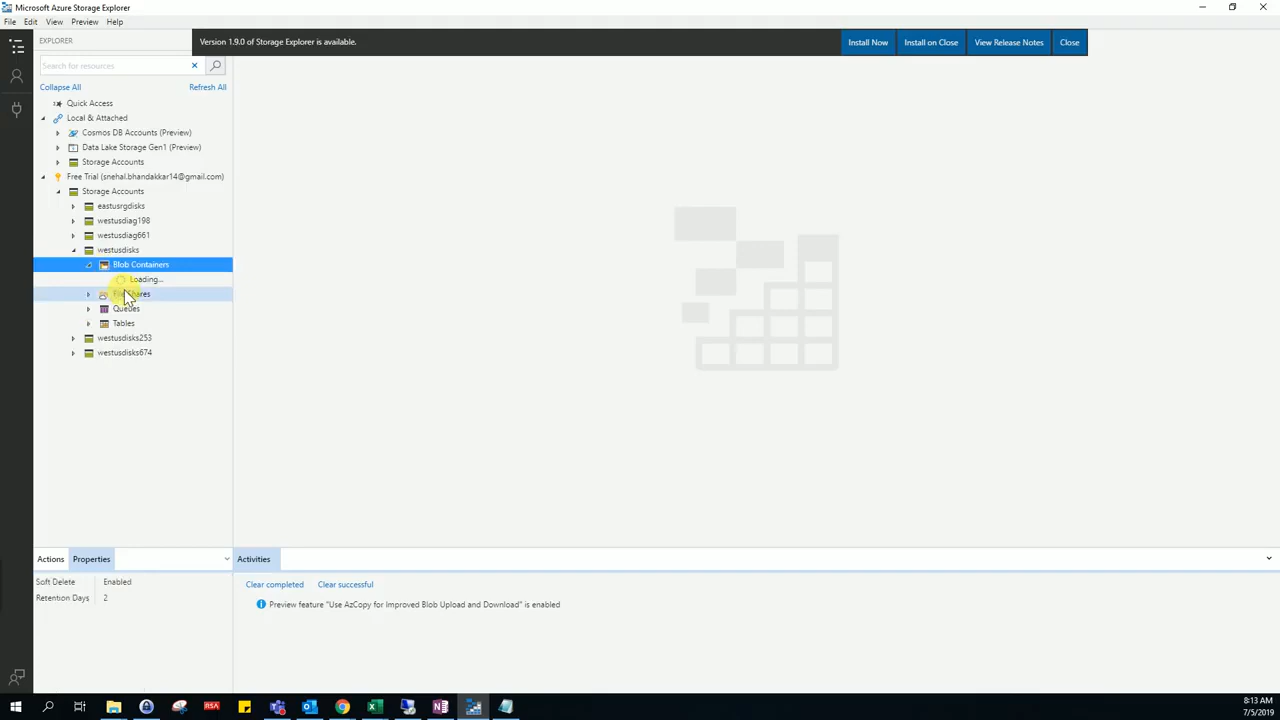 Microsoft Azure Storage Explorer
File Edit View Preview Help
EXPLORER
Version 1.9.0 of Storage Explorer is available.
Install Now
Install on Close
View Release Notes
Close
Search for resources
Collapse All
Refresh All
Quick Access
Local & Attached
Cosmos DB Accounts (Preview)
Data Lake Storage Gen1 (Preview)
Storage Accounts
Free Trial (snehal.bhandakkar14@gmail.com)
Storage Accounts
eastusrgdisks
westusdiag198
westusdiag661
westusdisks
Blob Containers
Loading...
File Shares
Queues
Tables
westusdisks253
westusdisks674
Actions
Properties
Activities
Soft Delete Enabled
Retention Days 2
Clear completed
Clear successful
Preview feature "Use AzCopy for Improved Blob Upload and Download" is enabled
RSA
8:13 AM
7/5/2019